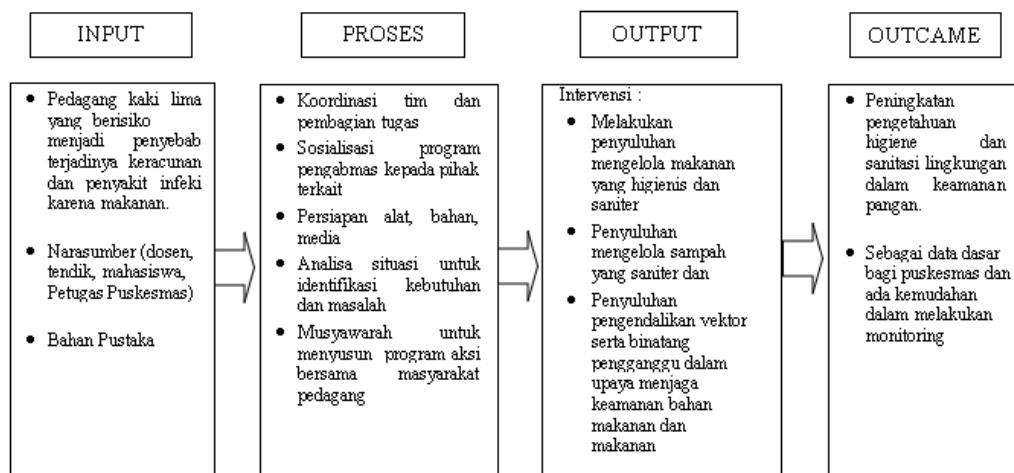 INPUT
PROSES
OUTPUT
OUTCAME
• Pedagang kaki lima
yang berisiko
menjadi penyebab
terjadinya keracunan
dan penyakit infeki
karena makanan.
• Narasumber (dosen,
tendik, mahasiswa,
Petugas Puskesmas)
• Bahan Pustaka
• Koordinasi tim dan
pembagian tugas
• Sosialisasi program
pengabmas kepada pihak
terkait
• Persiapan alat, bahan,
media
• Analisa situasi untuk
identifikasi kebutuhan
dan masalah
• Musyawarah untuk
menyusun program aksi
bersama masyarakat
pedagang
Intervensi :
• Melakukan
penyuluhan
mengelola makanan
yang higienis dan
saniter
• Penyuluhan
mengelola sampah
yang saniter dan
• Penyuluhan
pengendalikan vektor
serta binatang
pengganggu dalam
upaya menjaga
keamanan bahan
makanan dan
makanan
• Peningkatan
pengetahuan
higiene dan
sanitasi lingkungan
dalam keamanan
pangan.
• Sebagai data dasar
bagi puskesmas dan
ada kemudahan
dalam melakukan
monitoring